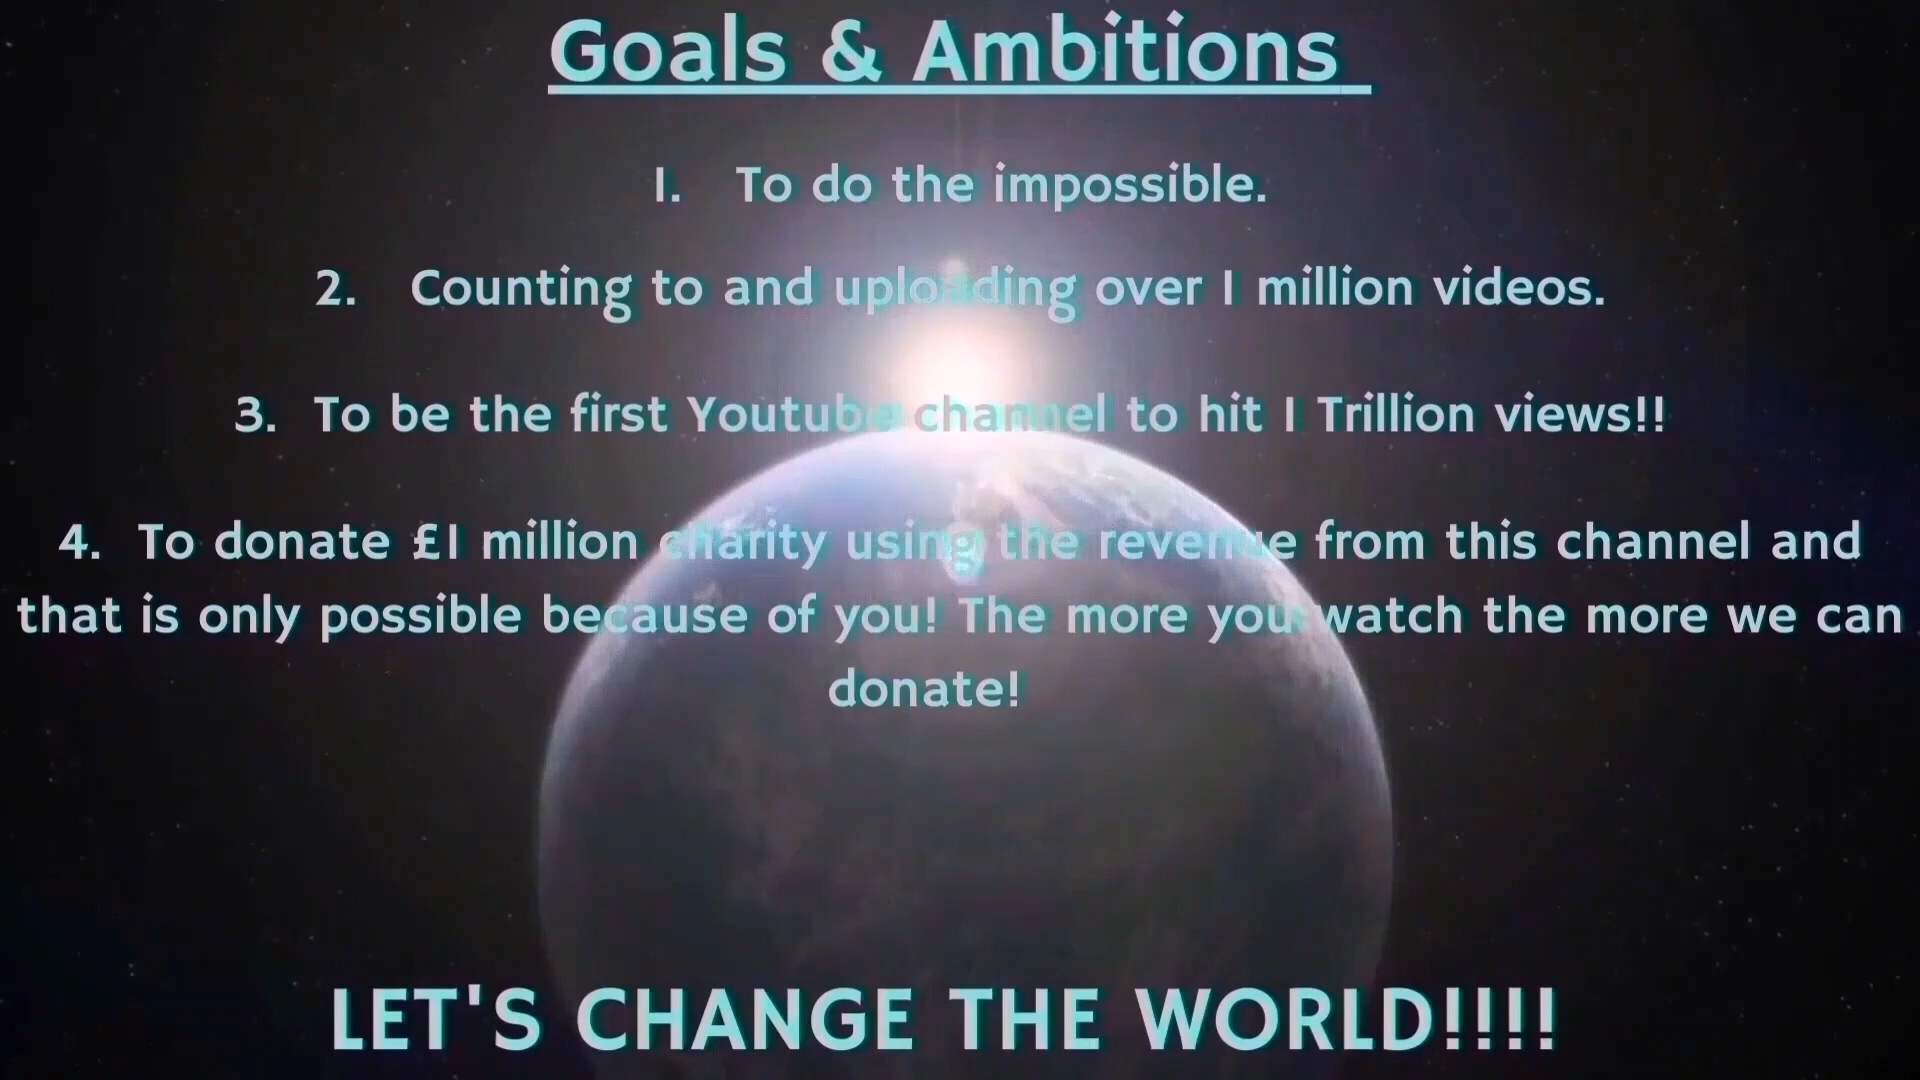 Goals & Ambitions
1. To do the impossible.
2. Counting to and uploading over 1 million videos.
3. To be the first Youtube channel to hit 1 Trillion views!!
4. To donate £1 million charity using the revenue from this channel and
that is only possible because of you! The more you watch the more we can
donate!
LET'S CHANGE THE WORLD!!!!